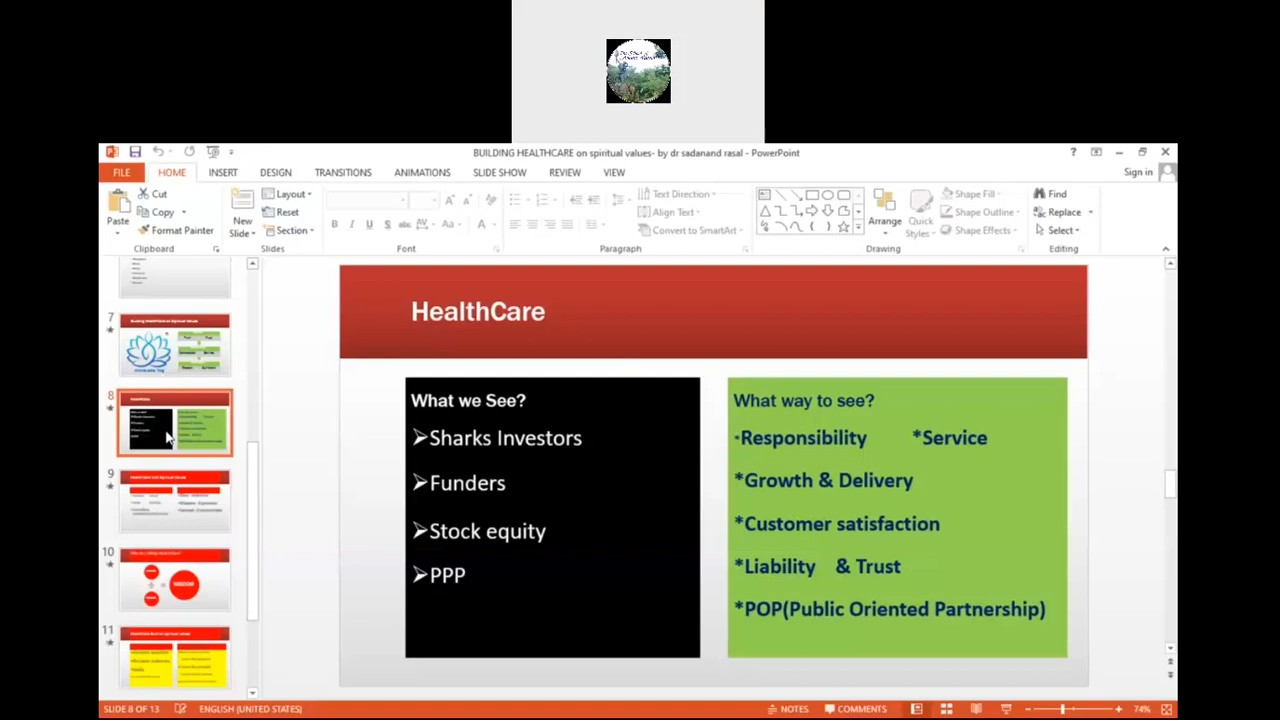 BUILDING HEALTHCARE on spiritual values- by dr sadanand rasal - PowerPoint
FILE HOME INSERT DESIGN TRANSITIONS ANIMATIONS SLIDE SHOW REVIEW VIEW Sign in
Paste Cut Copy Format Painter
Clipboard
New Slide Layout Reset Section
Slides
Font
Text Direction Align Text Convert to SmartArt
Paragraph
Arrange Quick Styles Shape Fill Shape Outline Shape Effects
Drawing
Find Replace Select
Editing
7
8
9
10
11
HealthCare
What we See?
➢Sharks Investors
➢Funders
➢Stock equity
➢PPP
What way to see?
*Responsibility *Service
*Growth & Delivery
*Customer satisfaction
*Liability & Trust
*POP(Public Oriented Partnership)
SLIDE 8 OF 13 ENGLISH (UNITED STATES) NOTES COMMENTS 74%